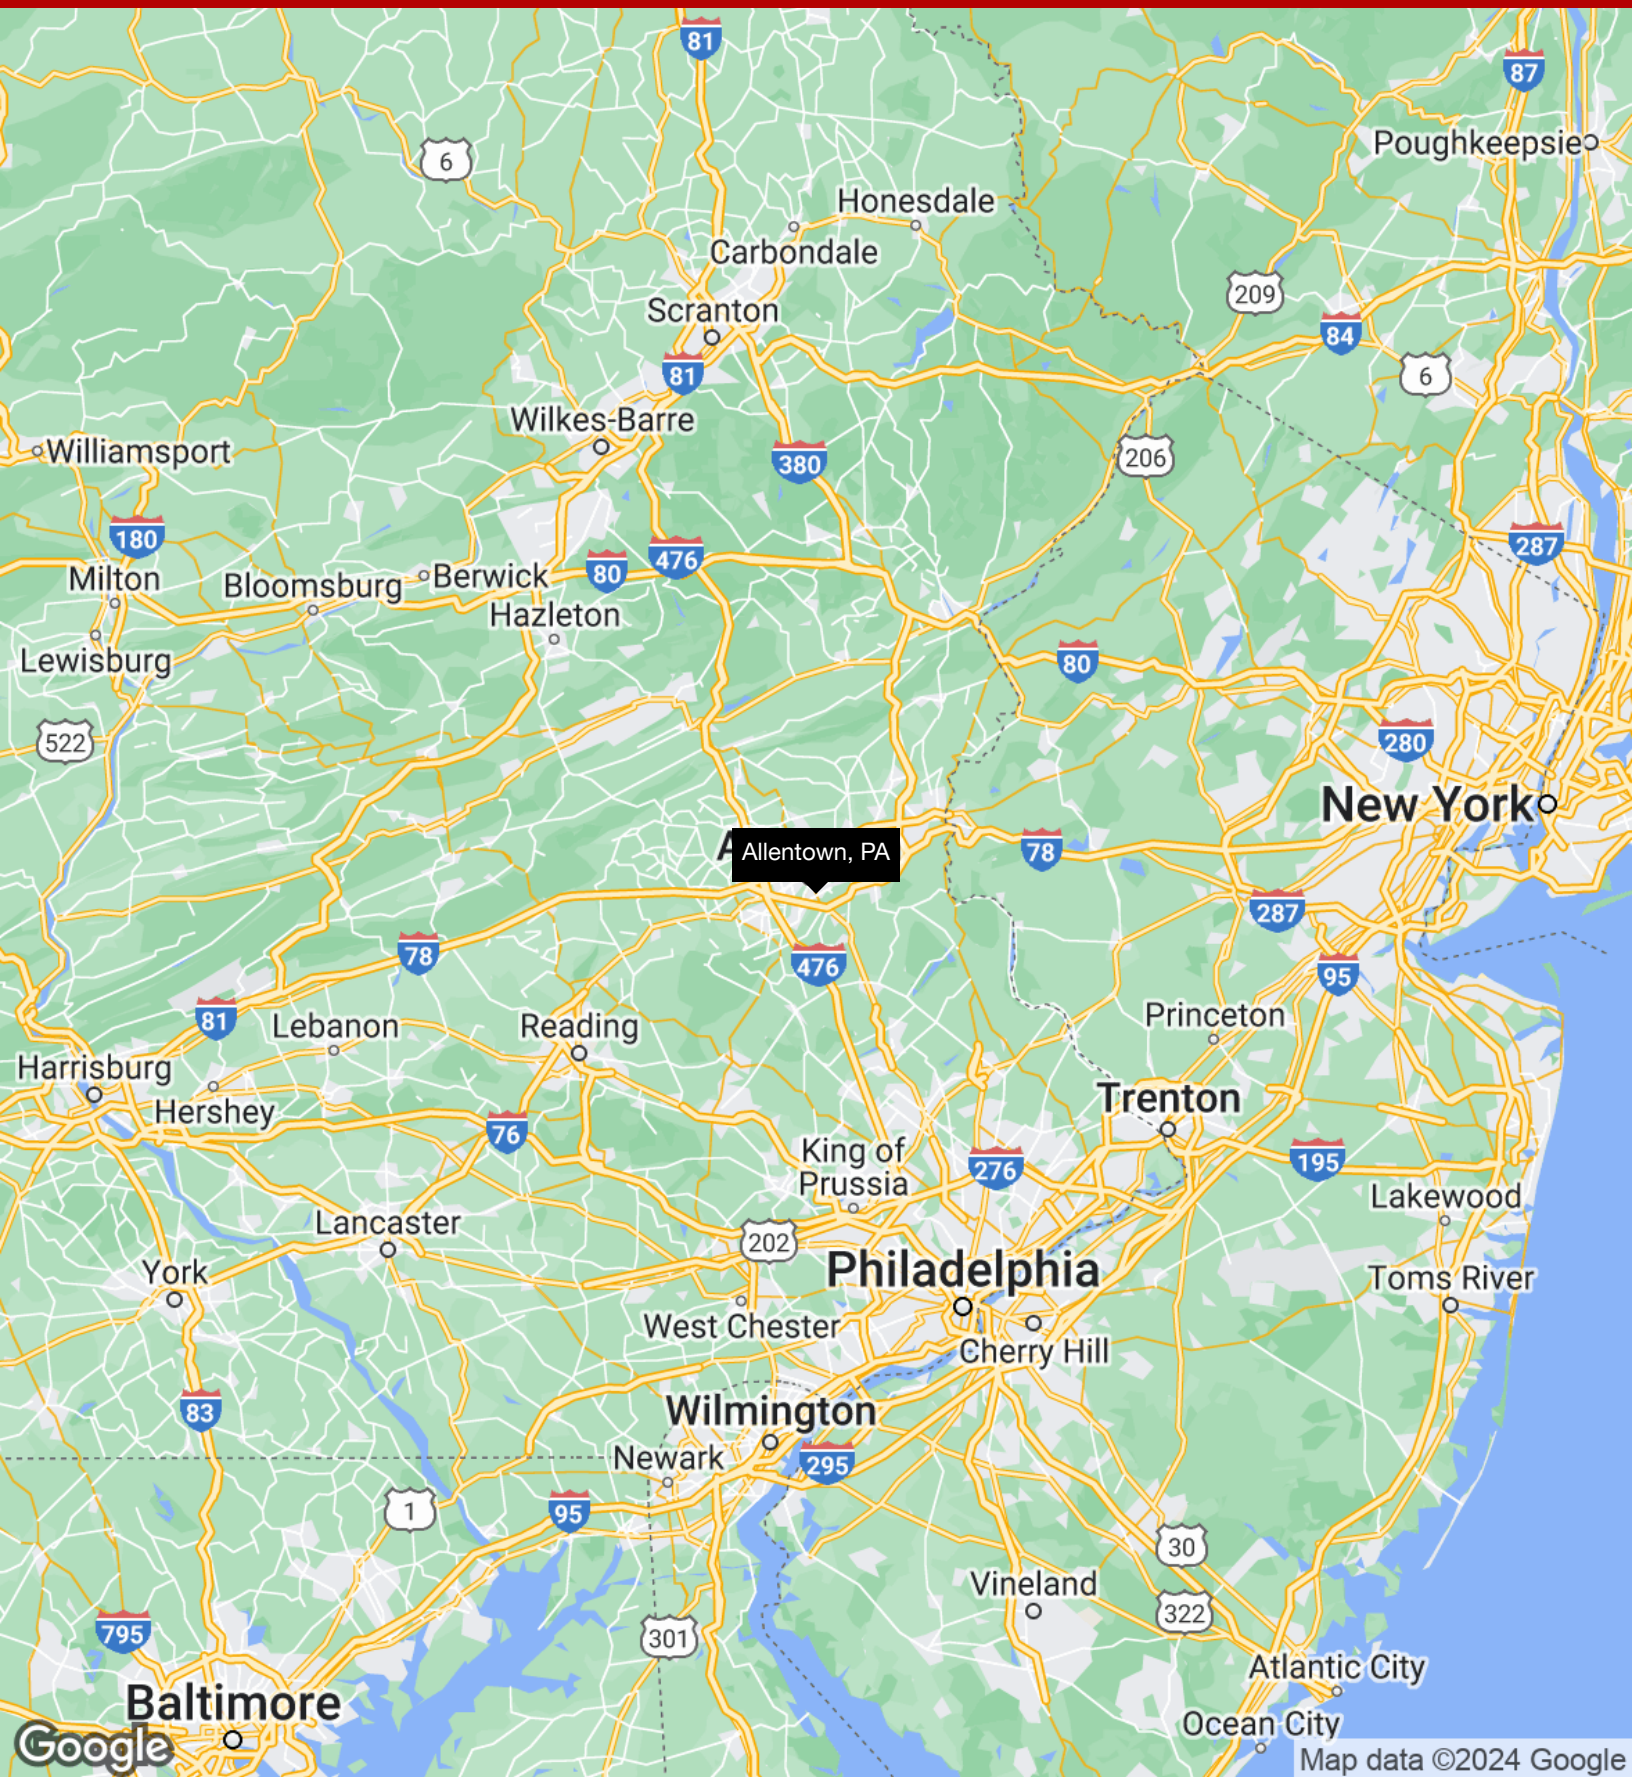 81
87
Poughkeepsie
6
Honesdale
Carbondale
209
Scranton
84
81
6
Wilkes-Barre
Williamsport
380
206
180
287
476
80
Milton
Bloomsburg
Berwick
Hazleton
Lewisburg
80
522
280
New York
A
Allentown, PA
78
287
78
476
95
81
Lebanon
Reading
Princeton
Harrisburg
Hershey
Trenton
76
King of
Prussia
276
195
Lakewood
Lancaster
202
York
Philadelphia
Toms River
West Chester
Cherry Hill
83
Wilmington
Newark
295
1
95
30
Vineland
322
795
301
Atlantic City
Baltimore
Ocean City
Google
Map data ©2024 Google